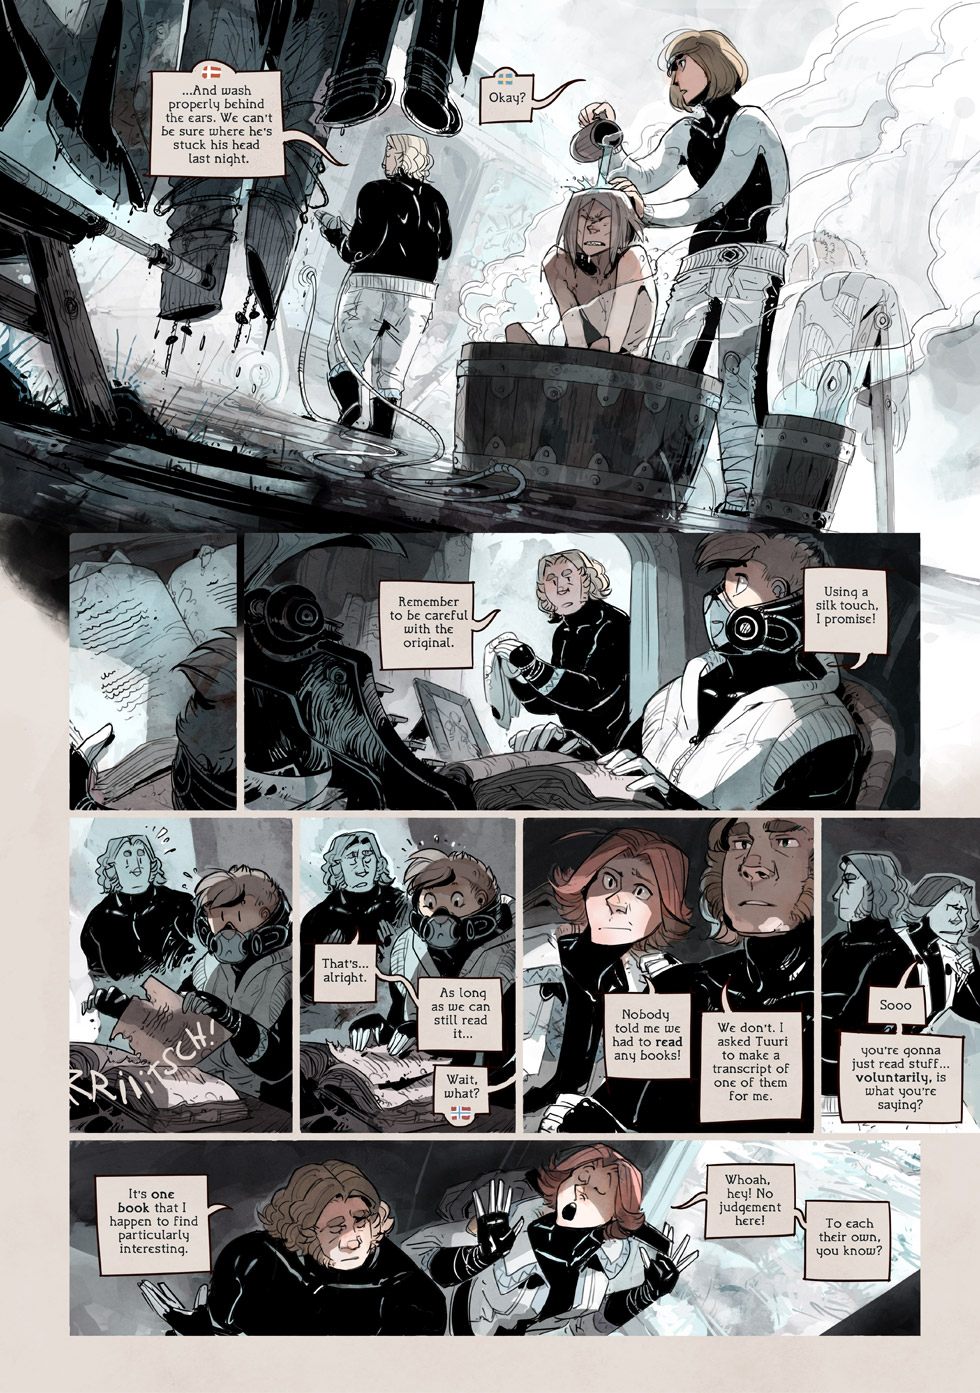 ...And wash
properly behind
the ears. We can't
be sure where he's
stuck his head
last night.
Okay?
Remember
to be careful
with the
original.
Using a
silk touch,
I promise!
RRiiiTSCH!
That's...
alright.
As long
as we can
still read
it...
Wait,
what?
Nobody
told me we
had to read
any books!
We don't. I
asked Tuuri
to make a
transcript of
one of them
for me.
Sooo
you're gonna
just read stuff...
voluntarily, is
what you're
saying?
It's one
book that I
happen to find
particularly
interesting.
Whoah,
hey! No
judgement
here!
To each
their own,
you know?